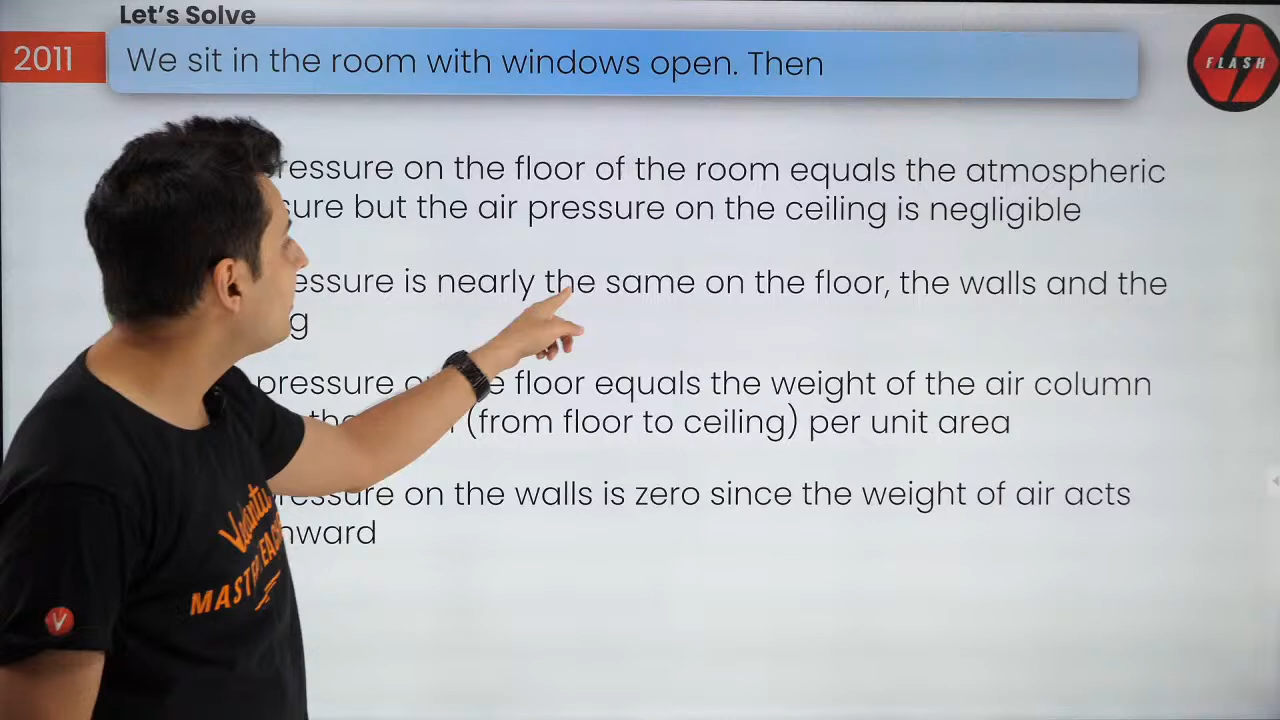 Let's Solve
2011
We sit in the room with windows open. Then
FLASH
ressure on the floor of the room equals the atmospheric
sure but the air pressure on the ceiling is negligible
essure is nearly the same on the floor, the walls and the
g
pressure floor equals the weight of the air column
(from floor to ceiling) per unit area
ressure on the walls is zero since the weight of air acts
nward
Vedantu
MASTER
V